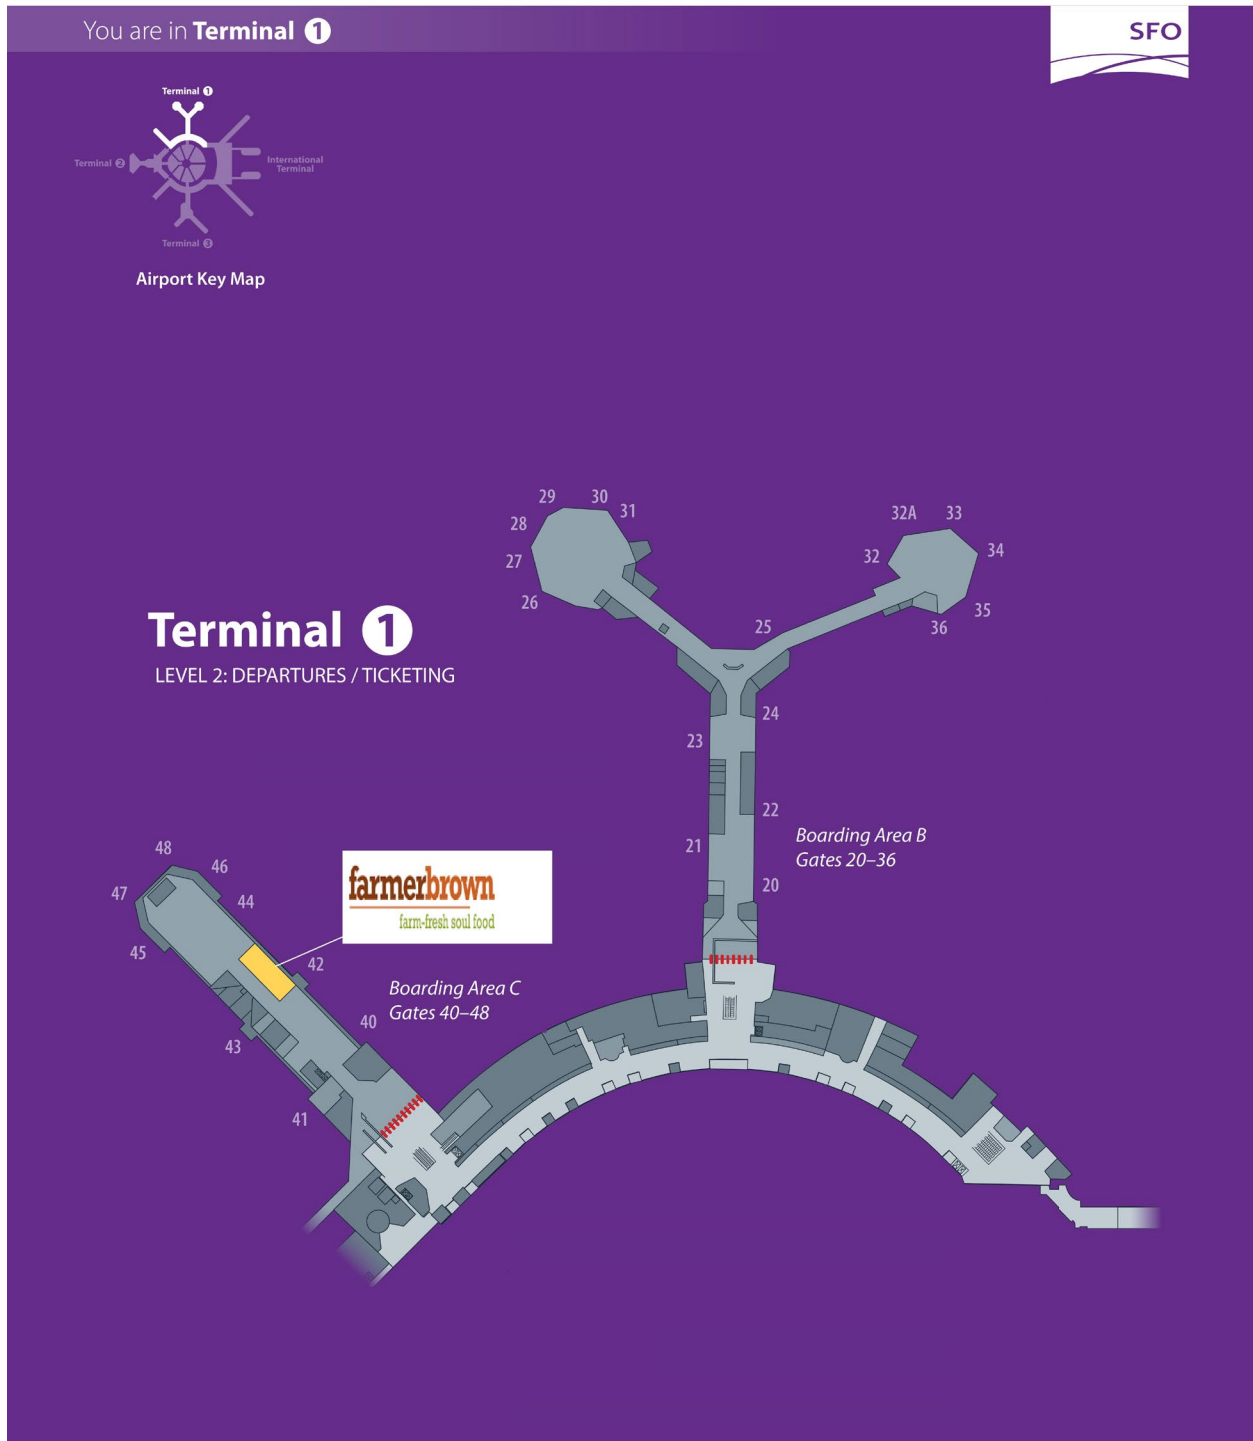 You are in Terminal 1
SFO
Terminal 1
Terminal 2
International
Terminal
Terminal 3
Airport Key Map
29
30
31
28
27
26
32A
33
32
34
35
36
25
Terminal 1
LEVEL 2: DEPARTURES / TICKETING
24
23
22
21
20
Boarding Area B
Gates 20–36
farmerbrown
farm-fresh soul food
48
46
47
44
45
42
Boarding Area C
Gates 40–48
40
43
41